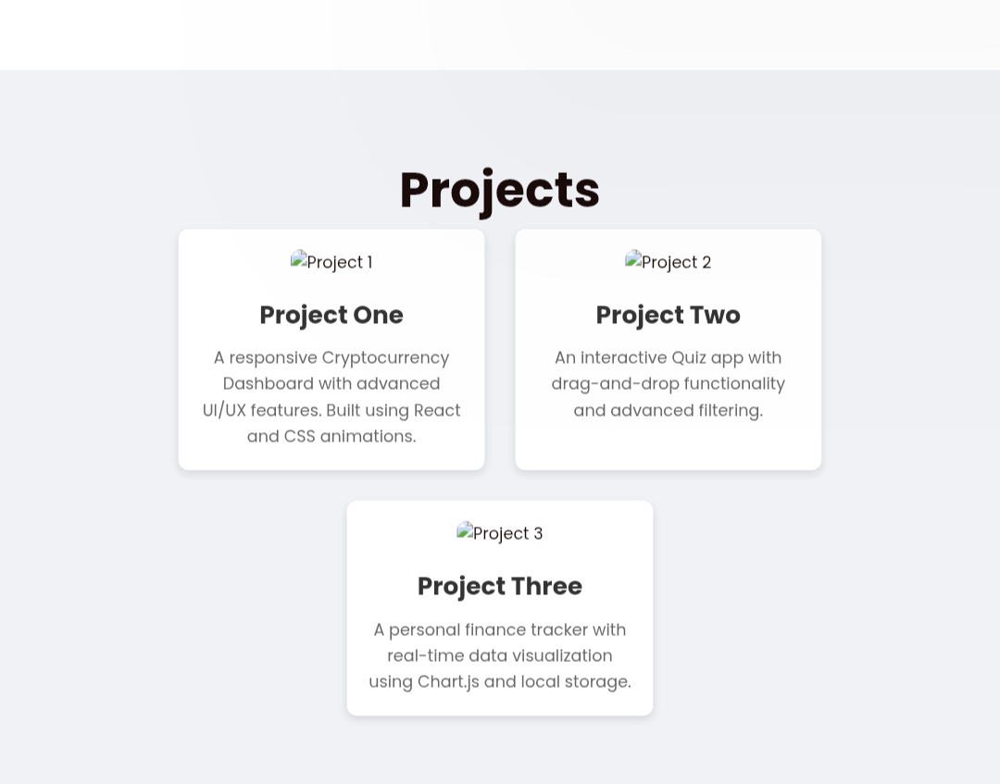 Projects
Project 1
Project One
A responsive Cryptocurrency
Dashboard with advanced
UI/UX features. Built using React
and CSS animations.
Project 2
Project Two
An interactive Quiz app with
drag-and-drop functionality
and advanced filtering.
Project 3
Project Three
A personal finance tracker with
real-time data visualization
using Chart.js and local storage.